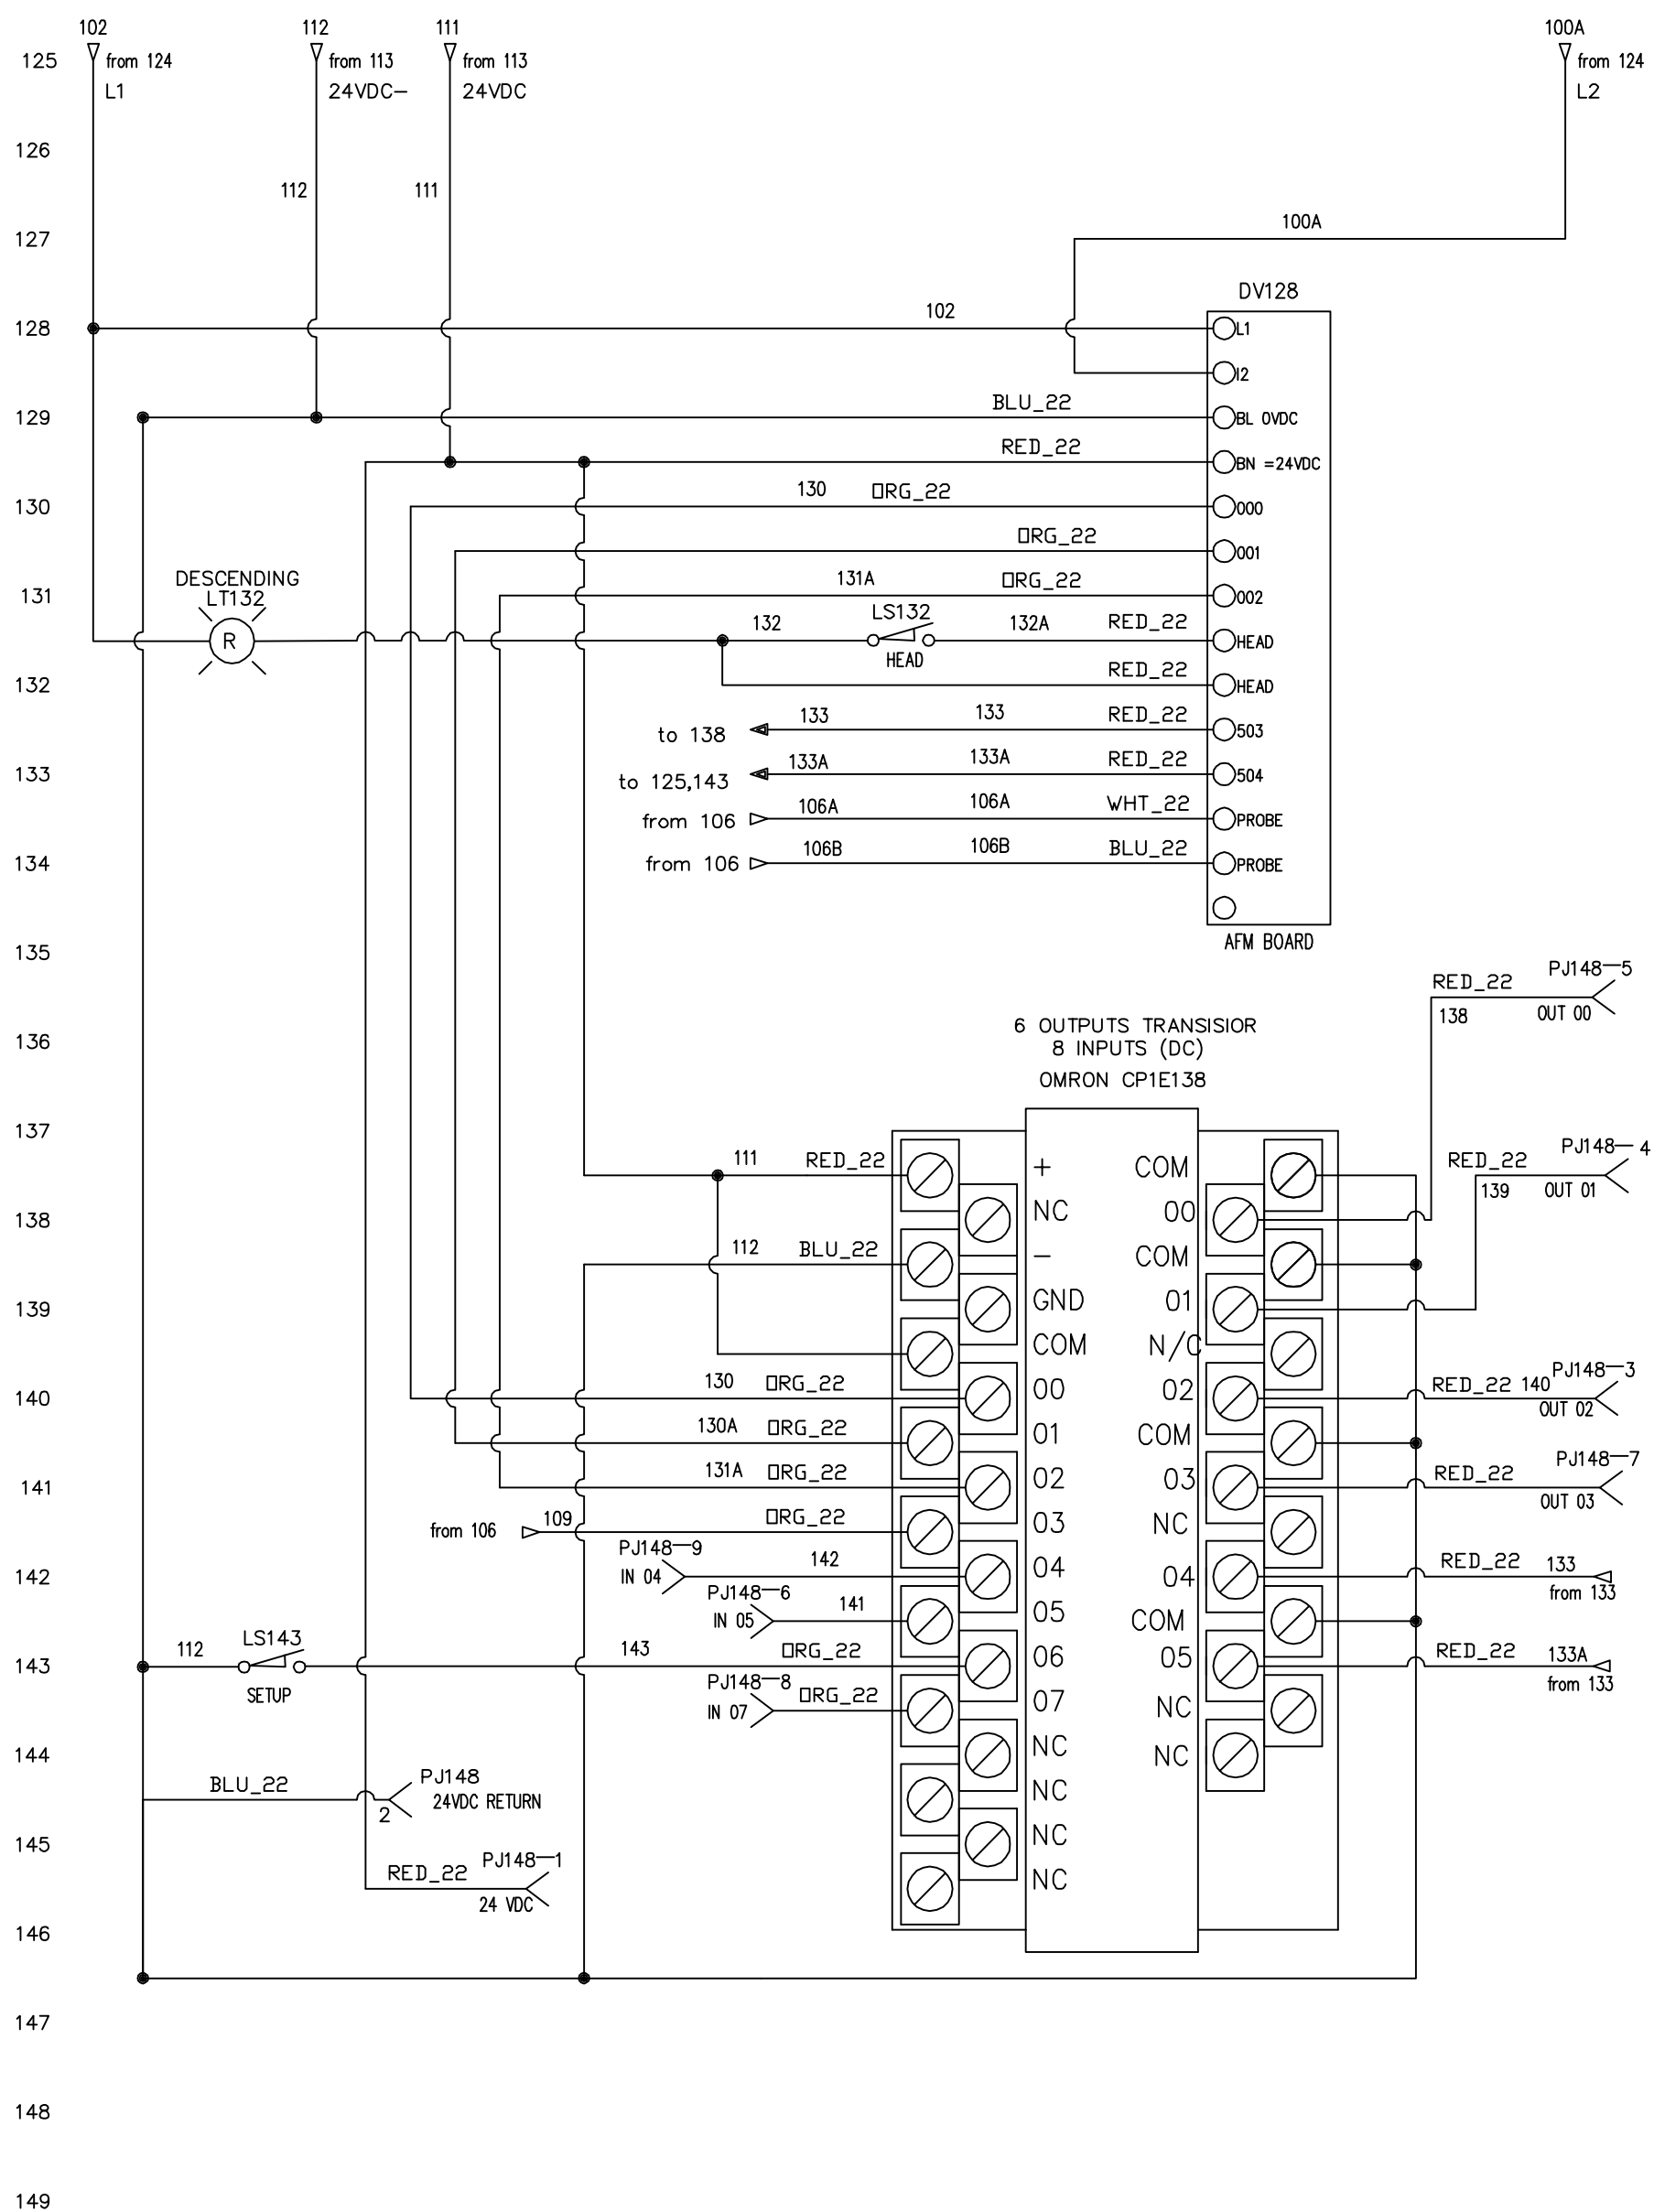 102
112
111
100A
125
from 124
from 113
from 113
from 124
L1
24VDC-
24VDC
L2
126
112
111
127
100A
DV128
128
102
L1
I2
129
BLU_22
BL 0VDC
RED_22
BN =24VDC
130
130
ORG_22
000
ORG_22
001
DESCENDING
131
LT132
131A
ORG_22
002
R
132
LS132
132A
RED_22
HEAD
HEAD
132
RED_22
HEAD
to 138
133
133
RED_22
503
133
to 125,143
133A
133A
RED_22
504
from 106
106A
106A
WHT_22
PROBE
134
from 106
106B
106B
BLU_22
PROBE
135
AFM BOARD
PJ148-5
RED_22
138
OUT 00
136
6 OUTPUTS TRANSISIOR
8 INPUTS (DC)
OMRON CP1E138
137
PJ148- 4
RED_22
139
OUT 01
111
RED_22
+
COM
138
NC
00
112
BLU_22
-
COM
139
GND
01
COM
N/C
140
130
ORG_22
00
02
RED_22
140
PJ148-3
OUT 02
130A
ORG_22
01
COM
141
131A
ORG_22
02
03
RED_22
PJ148-7
OUT 03
from 106
109
ORG_22
03
NC
142
PJ148-9
IN 04
142
04
04
RED_22
133
from 133
PJ148-6
IN 05
141
05
COM
143
112
LS143
SETUP
143
ORG_22
06
05
RED_22
133A
from 133
PJ148-8
IN 07
ORG_22
07
NC
144
NC
NC
BLU_22
PJ148
2
24VDC RETURN
NC
145
NC
RED_22
PJ148-1
24 VDC
NC
146
147
148
149